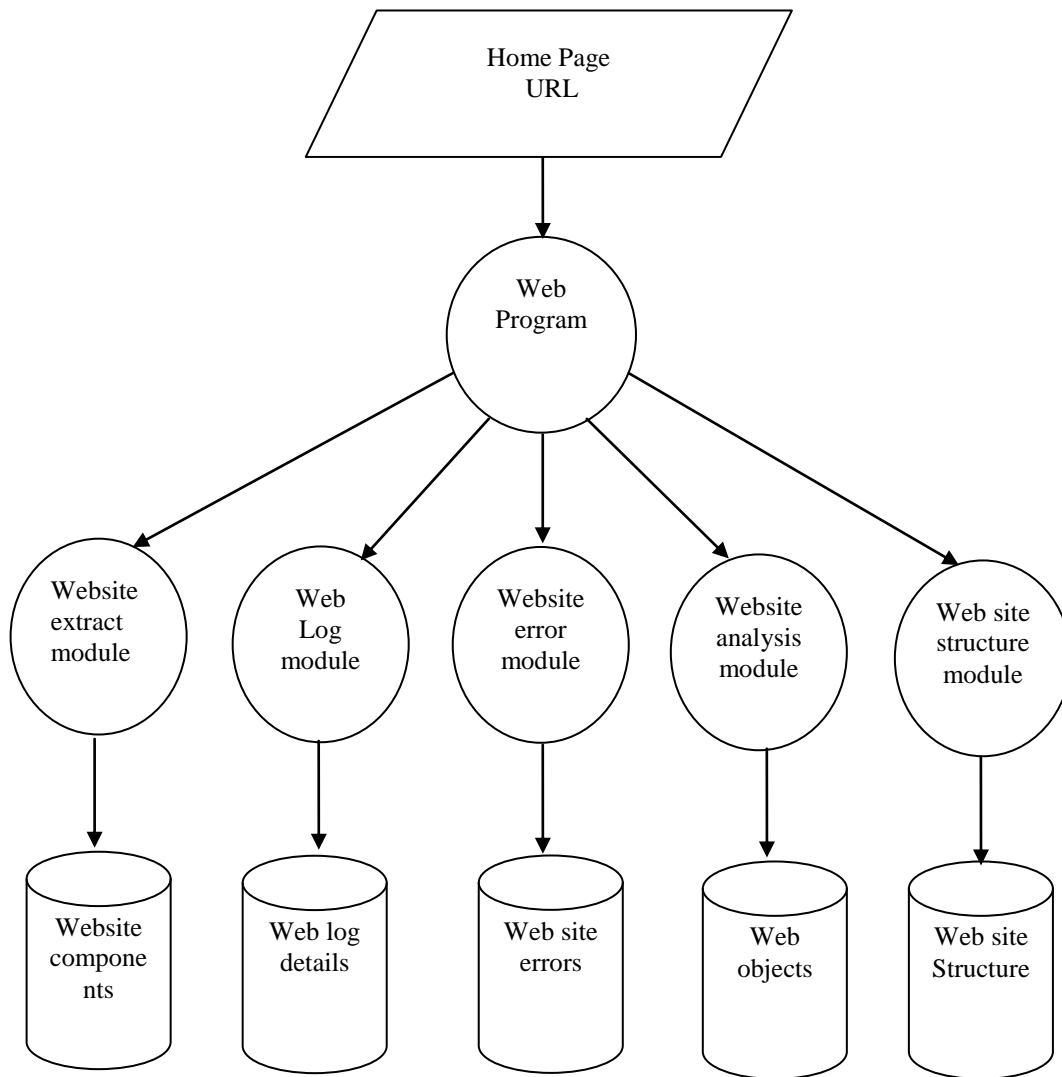 Home Page
URL
Web
Program
Website
extract
module
Web
Log
module
Website
error
module
Website
analysis
module
Web site
structure
module
Website
compone
nts
Web log
details
Web site
errors
Web
objects
Web site
Structure